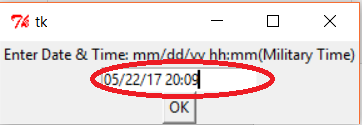 tk
Enter Date & Time: mm/dd/yy hh:mm(Military Time)
05/22/17 20:09
OK